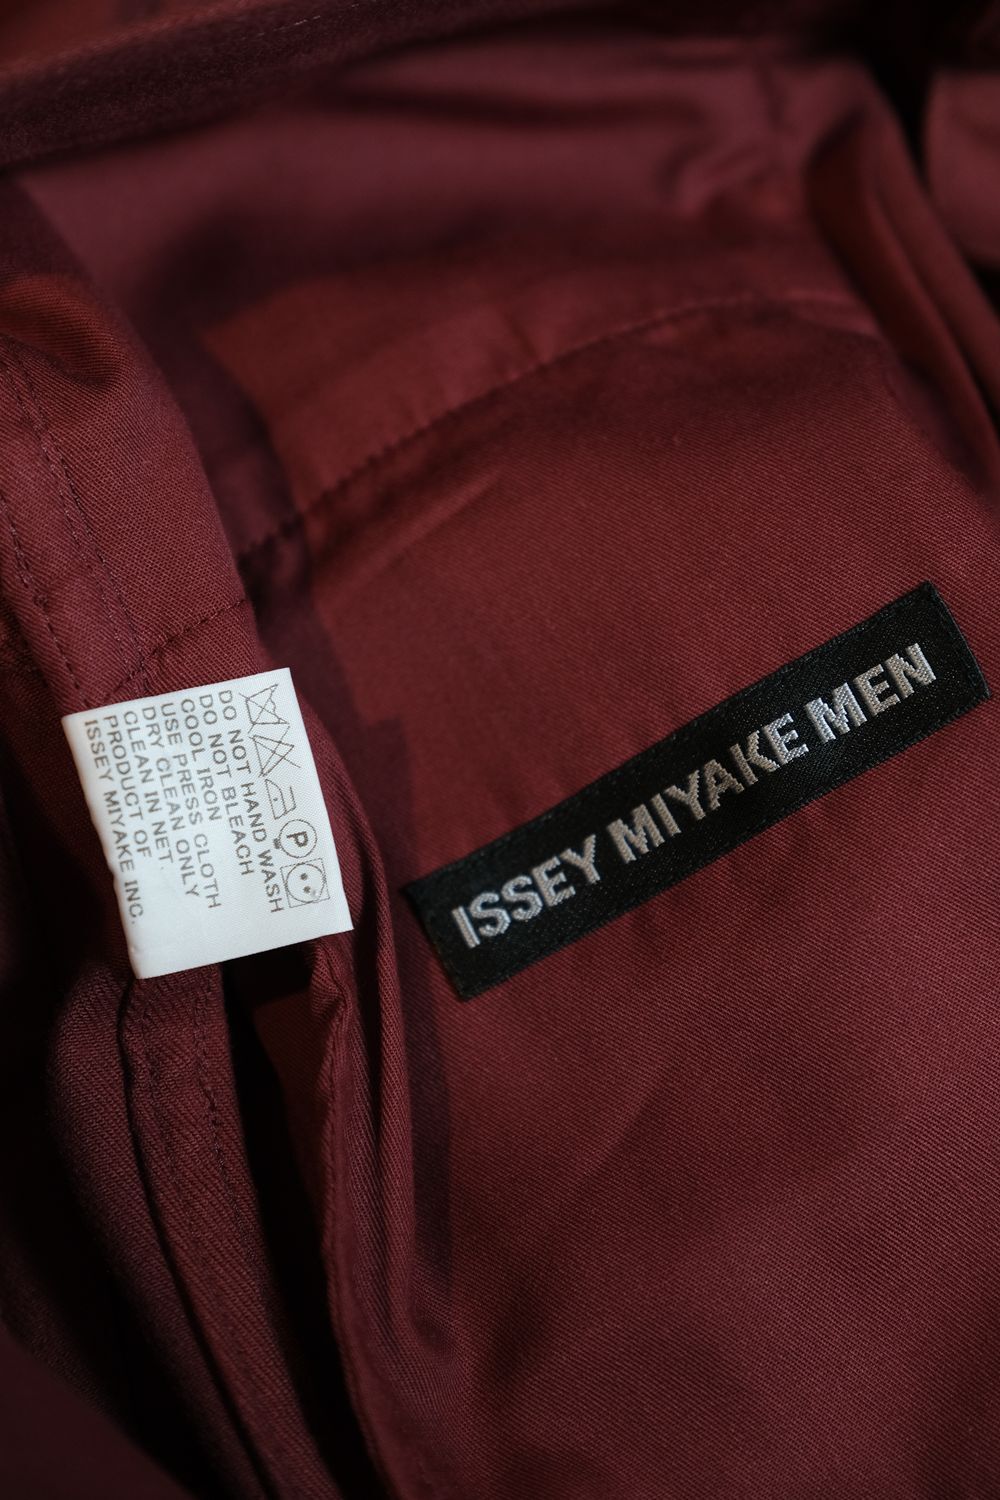 P
DO NOT HAND WASH
DO NOT BLEACH
COOL IRON
USE PRESS CLOTH
DRY CLEAN ONLY
CLEAN IN NET
PRODUCT OF
ISSEY MIYAKE INC.
ISSEY MIYAKE MEN